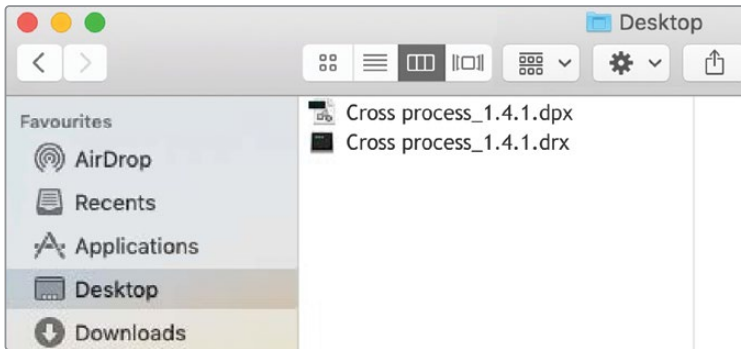 Desktop
Cross process_1.4.1.dpx
Cross process_1.4.1.drx
Favourites
AirDrop
Recents
Applications
Desktop
Downloads